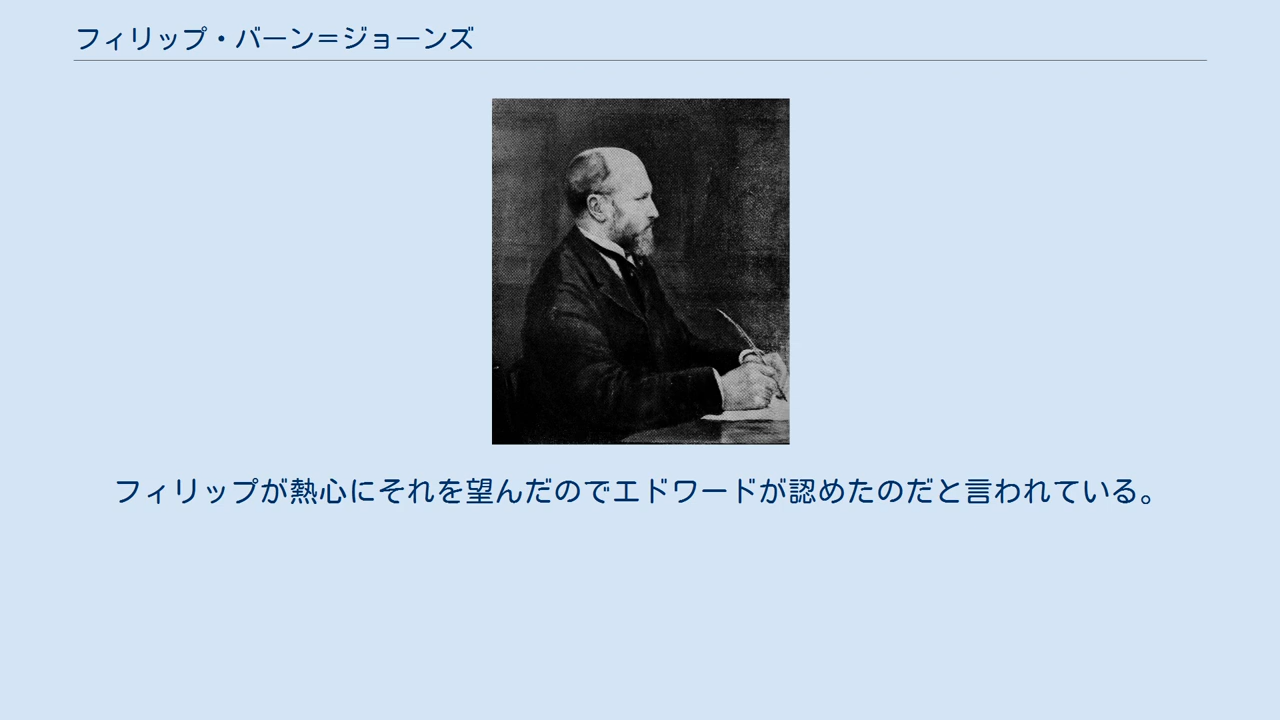 フィリップ・バーン＝ジョーンズ
フィリップが熱心にそれを望んだのでエドワードが認めたのだと言われている。